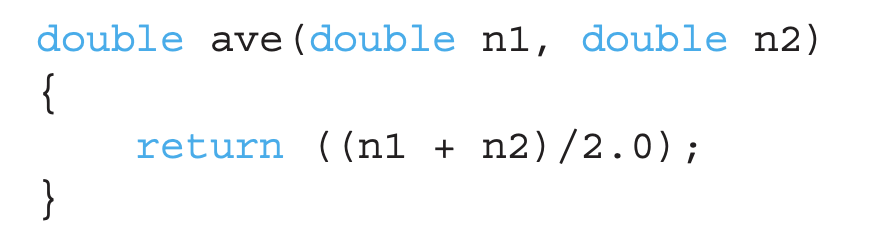 double ave(double n1, double n2)
{
    return ((n1 + n2)/2.0);
}